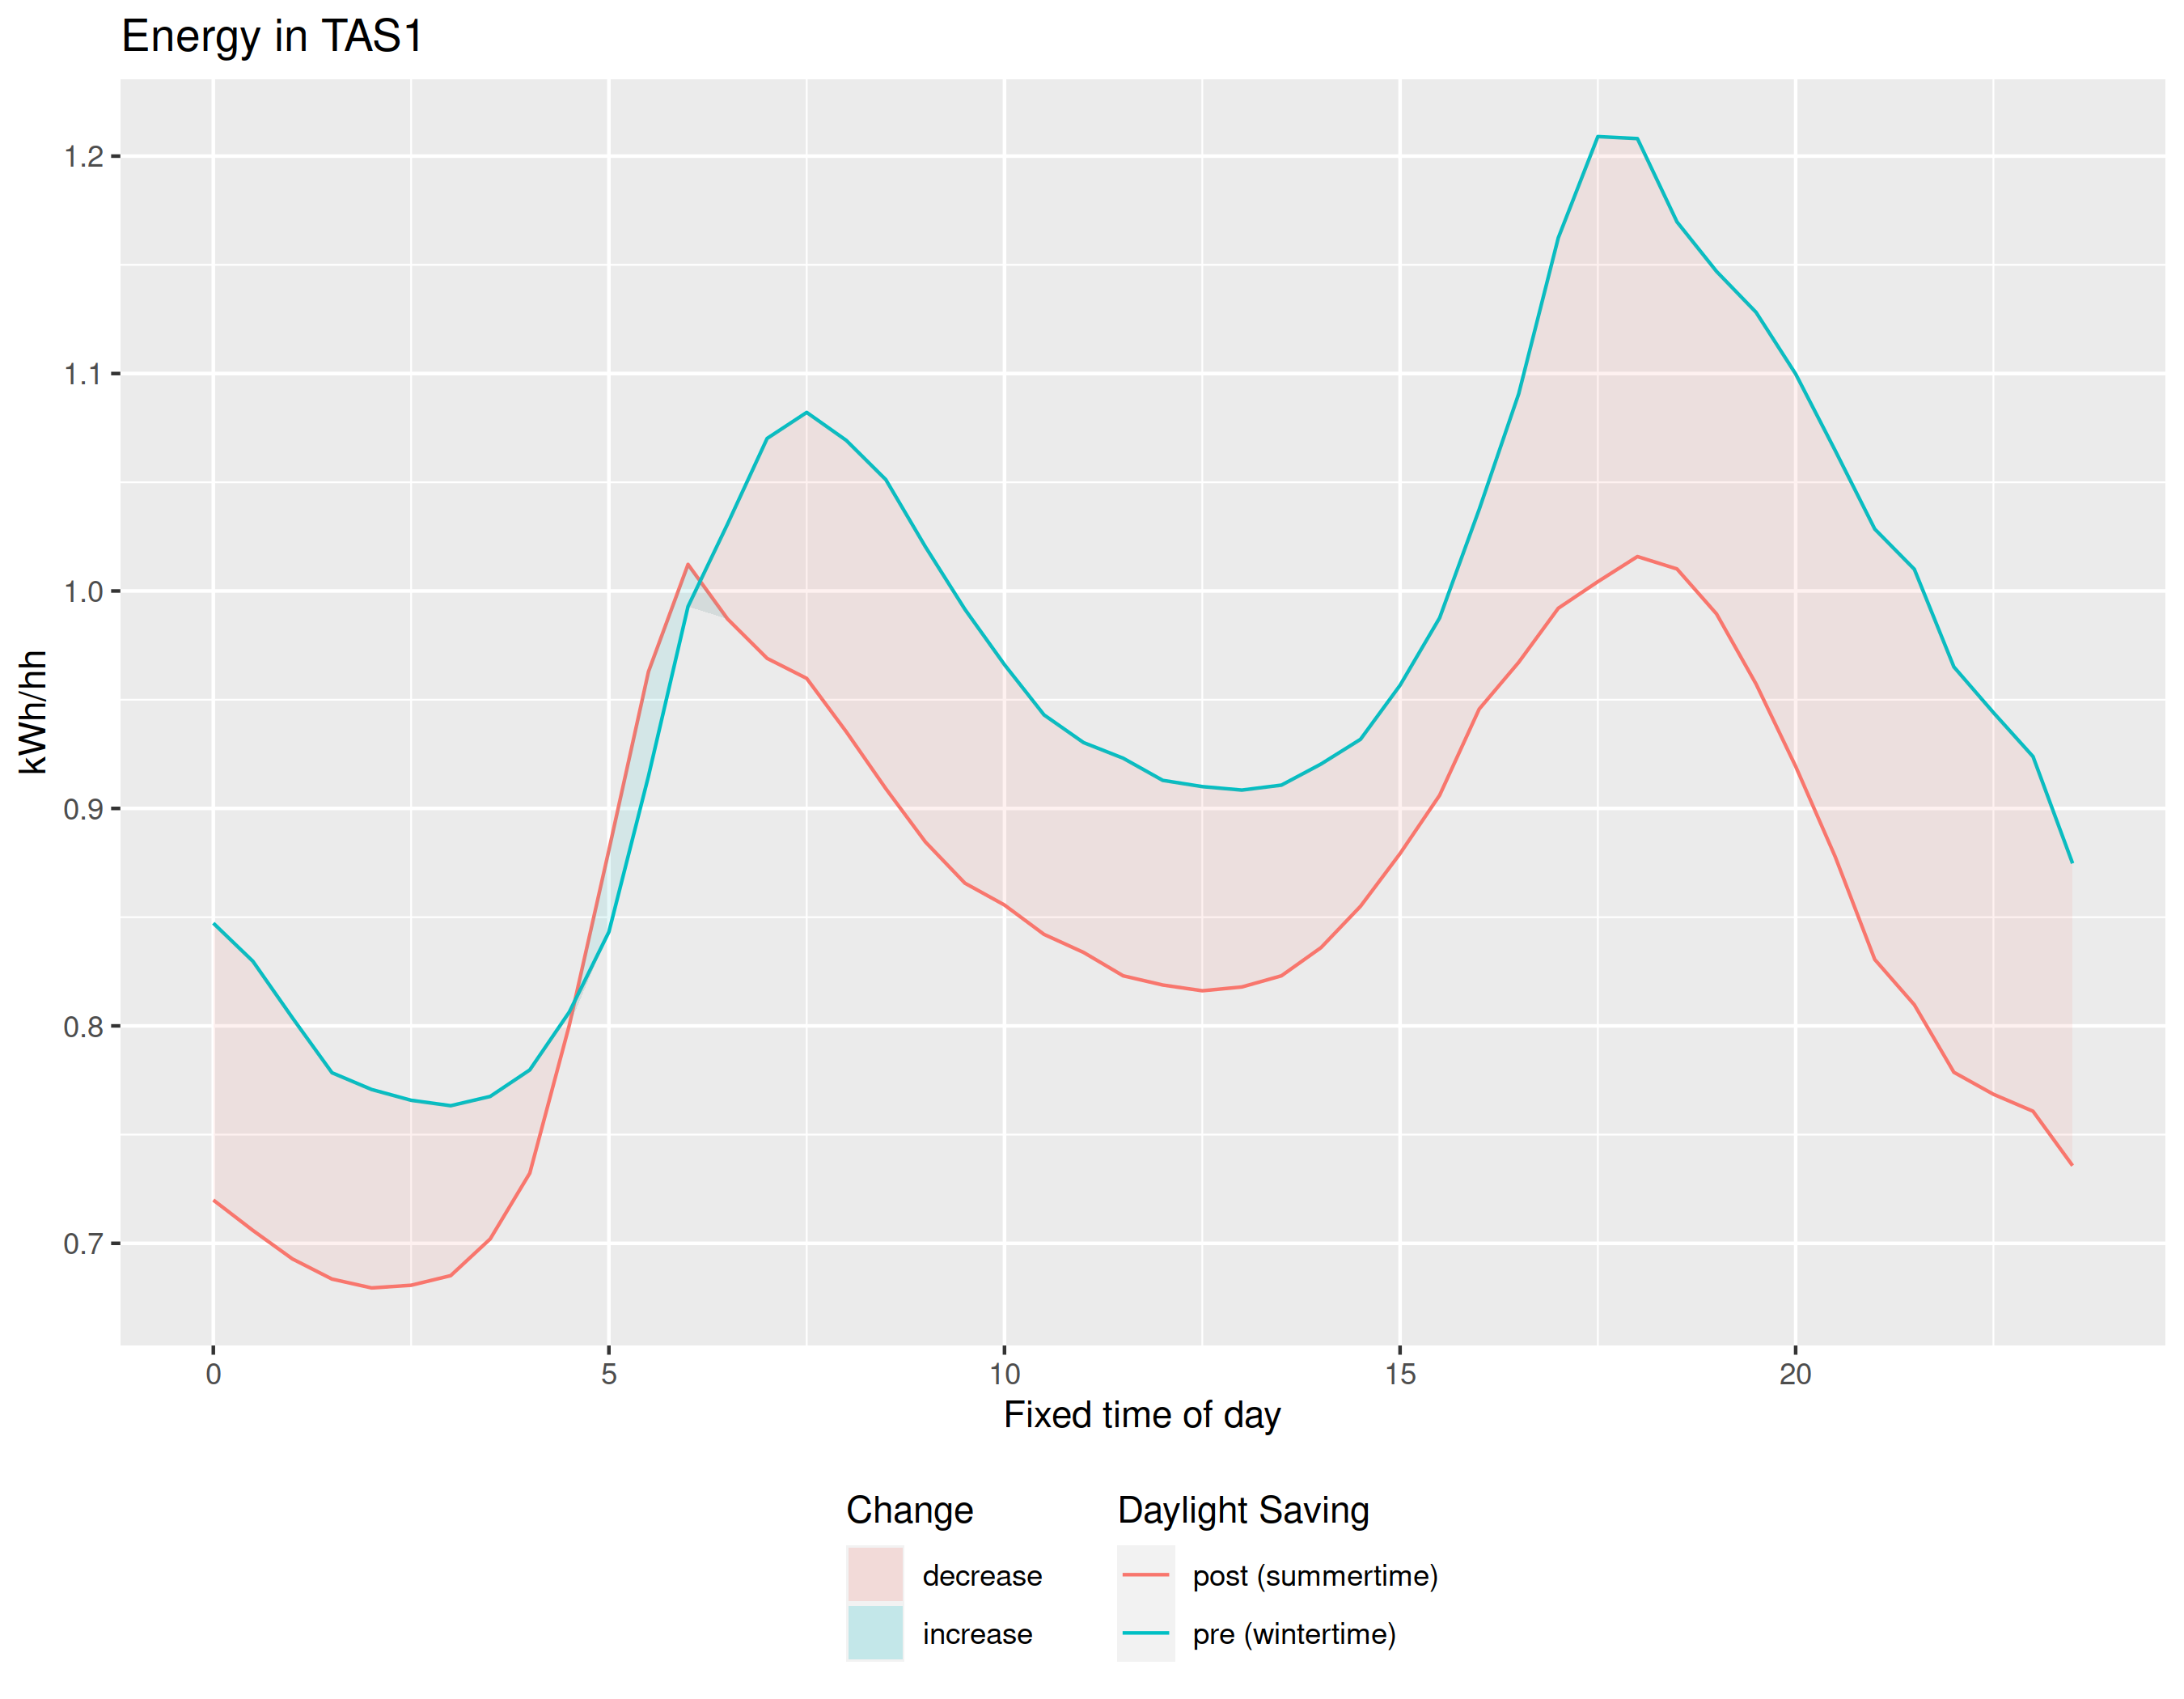 Energy in TAS1
kWh/hh
1.2
1.1
1.0
0.9
0.8
0.7
0 5 10 15 20
Fixed time of day
Change
decrease
increase
Daylight Saving
post (summertime)
pre (wintertime)